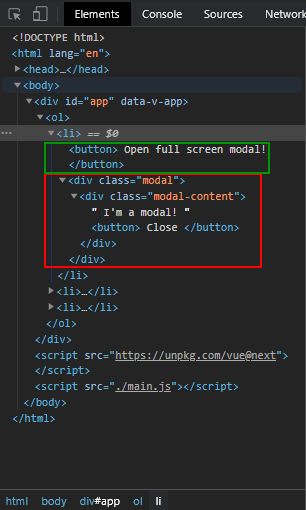 Elements Console Sources
<!DOCTYPE html>
<html lang="en">
<head>…</head>
<body>
<div id="app" data-v-app>
<ol>
… <li> == $0
<button> Open full screen modal!
</button>
<div class="modal">
<div class="modal-content">
" I'm a modal! "
<button> Close </button>
</div>
</div>
</li>
<li>…</li>
<li>…</li>
</ol>
</div>
<script src="https://unpkg.com/vue@next">
</script>
<script src="./main.js"></script>
</body>
</html>
html body div#app ol li